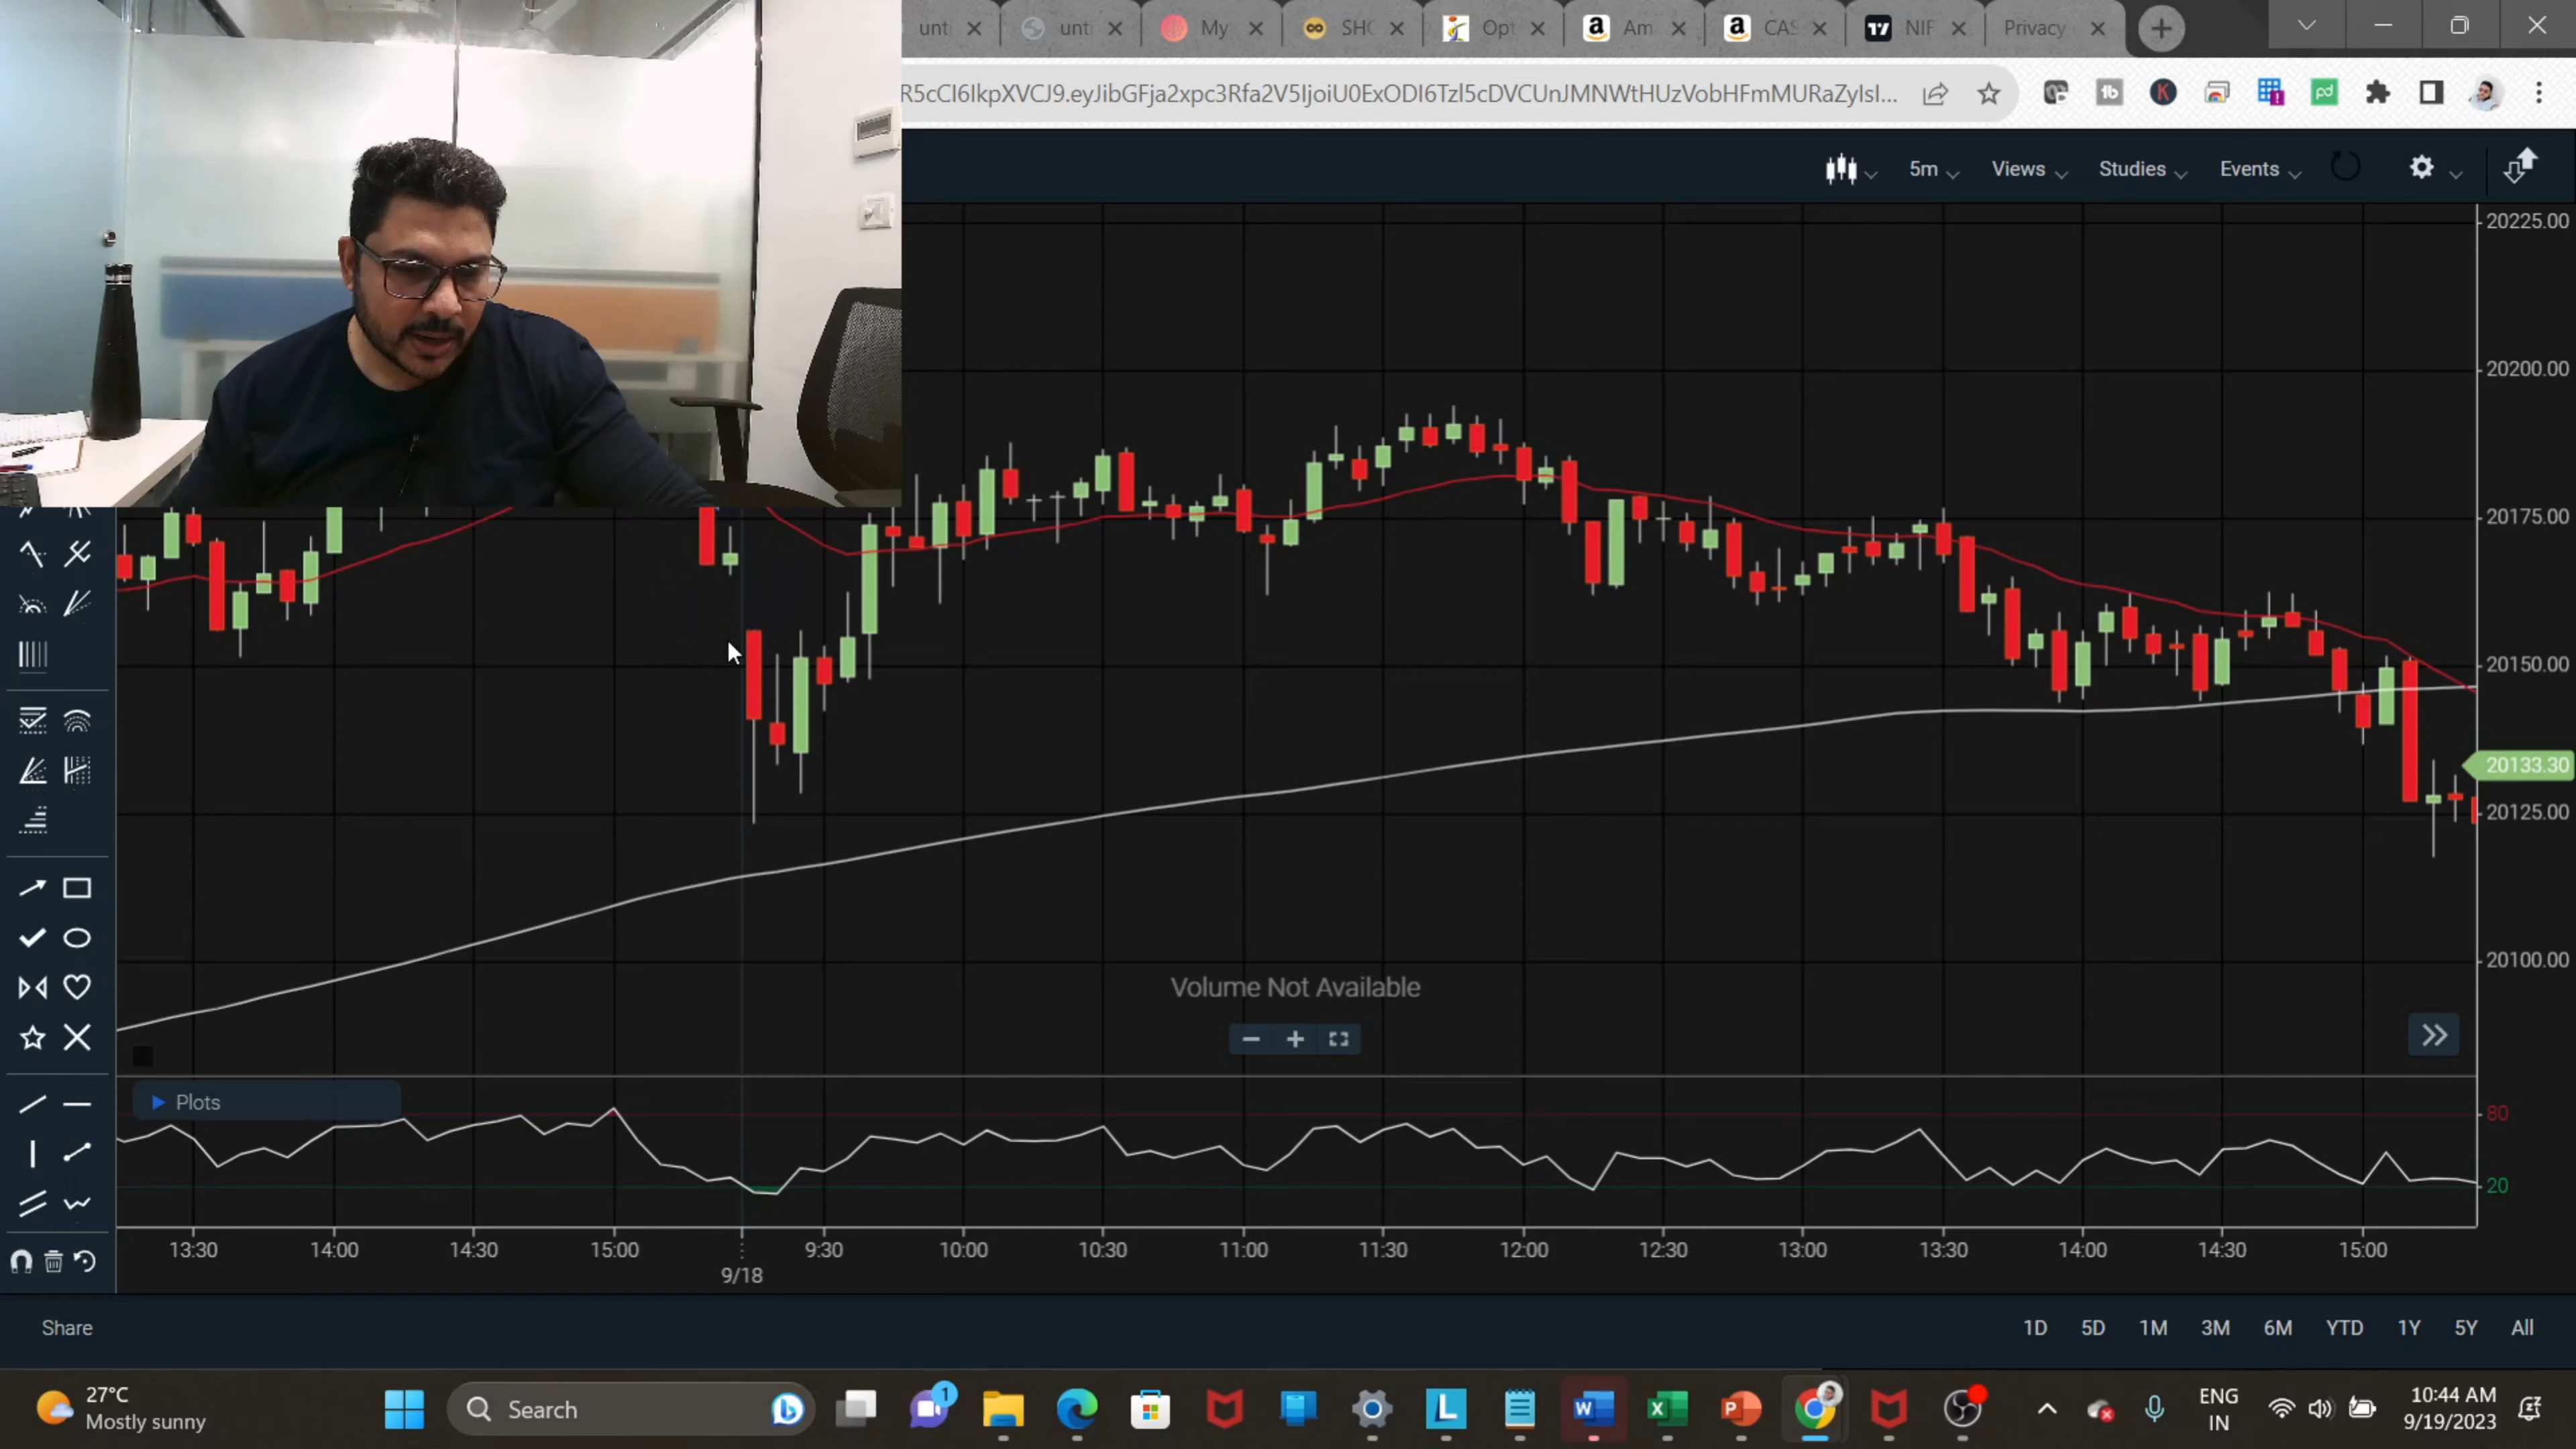 unt
unt
My
SHO
Opt
Am
CAS
NIF
Privacy
R5cCI6IkpXVCJ9.eyJibGFja2xpc3Rfa2V5IjoiU0ExODI6Tzl5cDVCUnJMNWtHUzVobHFmMURaZyIsI...
5m
Views
Studies
Events
20225.00
20200.00
20175.00
20150.00
20133.30
20125.00
20100.00
Volume Not Available
Plots
80
20
13:30
14:00
14:30
15:00
9:30
10:00
10:30
11:00
11:30
12:00
12:30
13:00
13:30
14:00
14:30
15:00
9/18
Share
1D
5D
1M
3M
6M
YTD
1Y
5Y
All
27°C
Mostly sunny
Search
1
ENG
IN
10:44 AM
9/19/2023